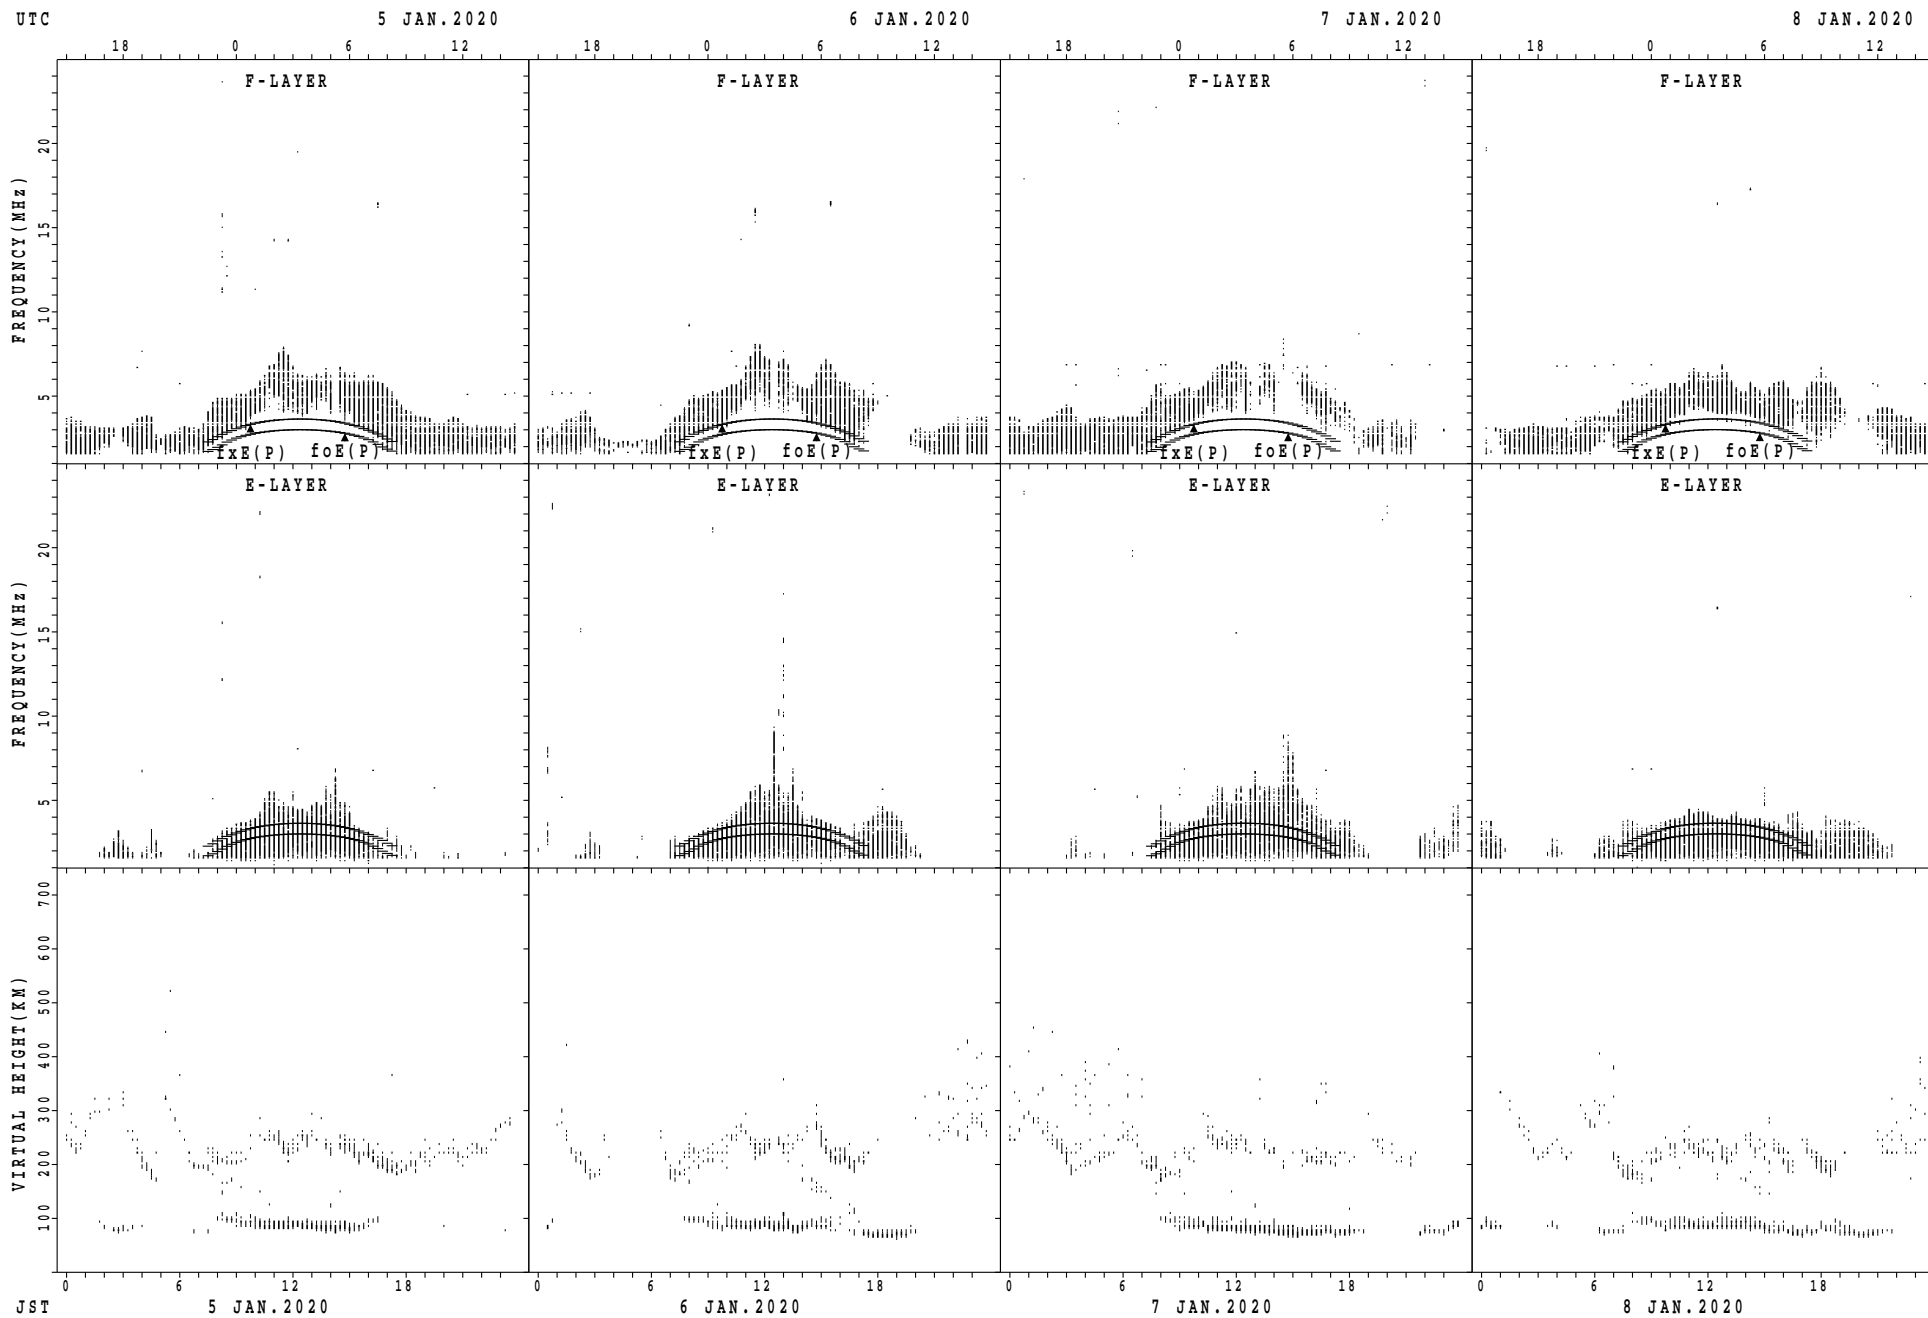 UTC 5 JAN.2020 6 JAN.2020 7 JAN.2020 8 JAN.2020
18 0 6 12 18 0 6 12 18 0 6 12 18 0 6 12
F-LAYER F-LAYER F-LAYER F-LAYER
FREQUENCY(MHz)
20
15
10
5
fxE(P) foE(P) fxE(P) foE(P) fxE(P) foE(P) fxE(P) foE(P)
E-LAYER E-LAYER E-LAYER E-LAYER
FREQUENCY(MHz)
20
15
10
5
VIRTUAL HEIGHT(KM)
700
600
500
400
300
200
100
0 6 12 18 0 6 12 18 0 6 12 18 0 6 12 18
JST 5 JAN.2020 6 JAN.2020 7 JAN.2020 8 JAN.2020